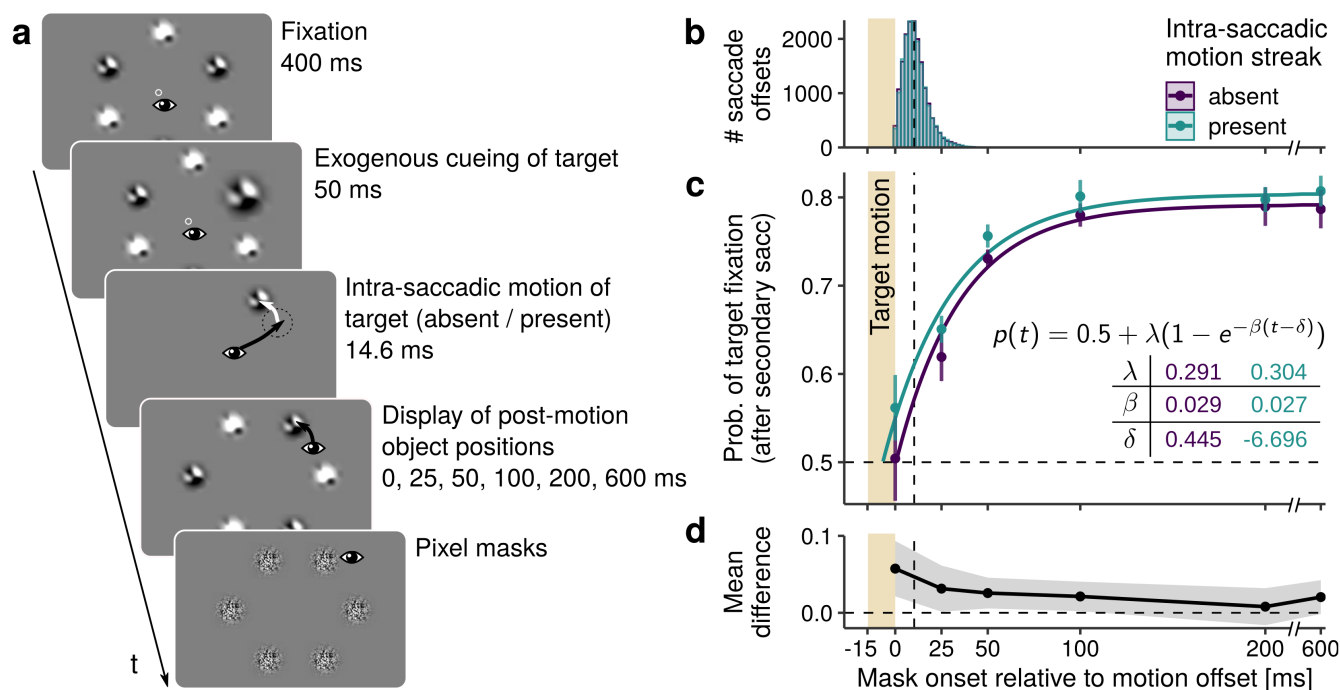 a
Fixation
400 ms
Exogenous cueing of target
50 ms
Intra-saccadic motion of
target (absent / present)
14.6 ms
Display of post-motion
object positions
0, 25, 50, 100, 200, 600 ms
Pixel masks
t
b
# saccade
offsets
2000
1000
0
Intra-saccadic
motion streak
absent
present
c
Prob. of target fixation
(after secondary sacc)
0.8
0.7
0.6
0.5
Target motion
p(t) = 0.5 + λ(1 − e^{−β(t−δ)})
λ 0.291 0.304
β 0.029 0.027
δ 0.445 -6.696
d
Mean
difference
0.1
0.0
-15 0 25 50 100 200 600
Mask onset relative to motion offset [ms]